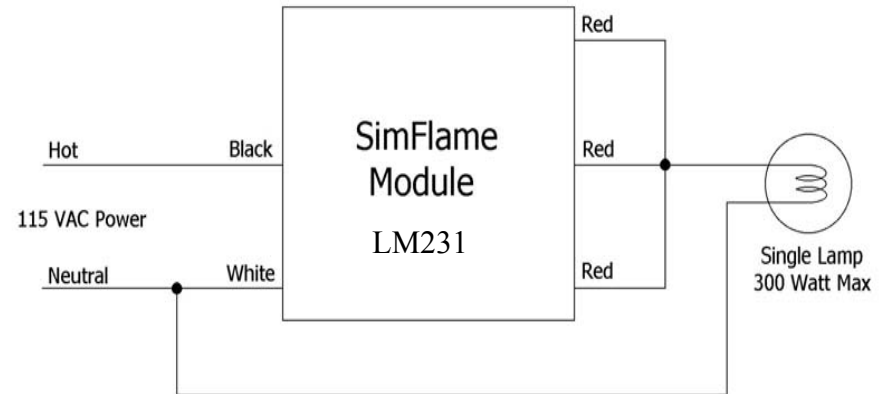 Red
SimFlame
Module
LM231
Hot
Black
Red
115 VAC Power
Neutral
White
Red
Single Lamp
300 Watt Max